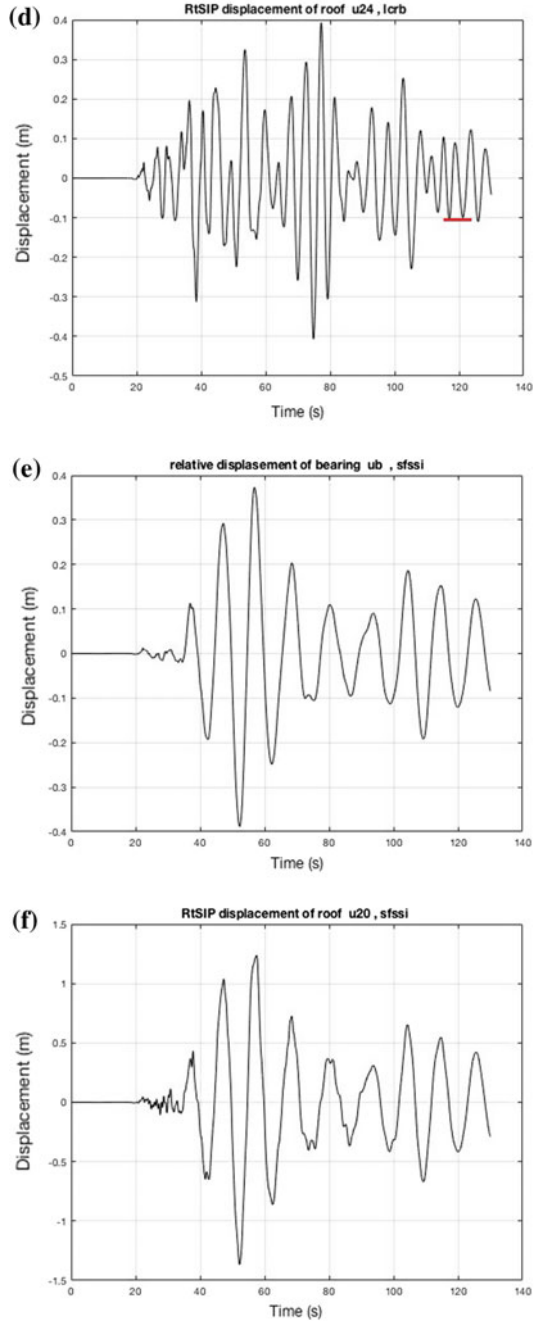 (d)
RtSIP displacement of roof u24 , lcrb
Displacement (m)
0.4
0.3
0.2
0.1
0
-0.1
-0.2
-0.3
-0.4
-0.5
0 20 40 60 80 100 120 140
Time (s)
(e)
relative displasement of bearing ub , sfssi
Displacement (m)
0.4
0.3
0.2
0.1
0
-0.1
-0.2
-0.3
-0.4
0 20 40 60 80 100 120 140
Time (s)
(f)
RtSIP displacement of roof u20 , sfssi
Displacement (m)
1.5
1
0.5
0
-0.5
-1
-1.5
0 20 40 60 80 100 120 140
Time (s)